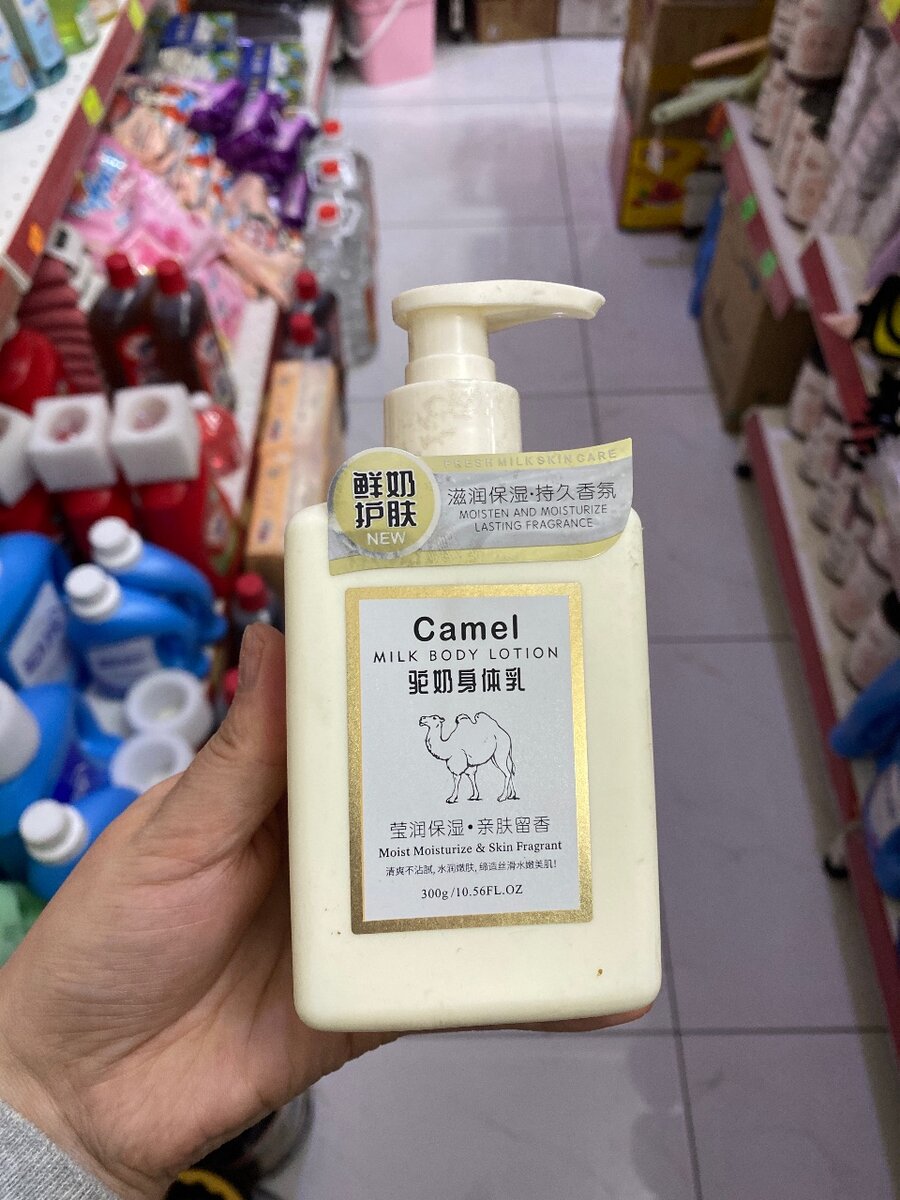 FRESH MILK SKIN CARE
鲜奶
护肤
NEW
滋润保湿·持久香氛
MOISTEN AND MOISTURIZE
LASTING FRAGRANCE
Camel
MILK BODY LOTION
驼奶身体乳
莹润保湿·亲肤留香
Moist Moisturize & Skin Fragrant
清爽不沾腻,水润嫩肤,缔造丝滑水嫩美肌!
300g/10.56FL.OZ